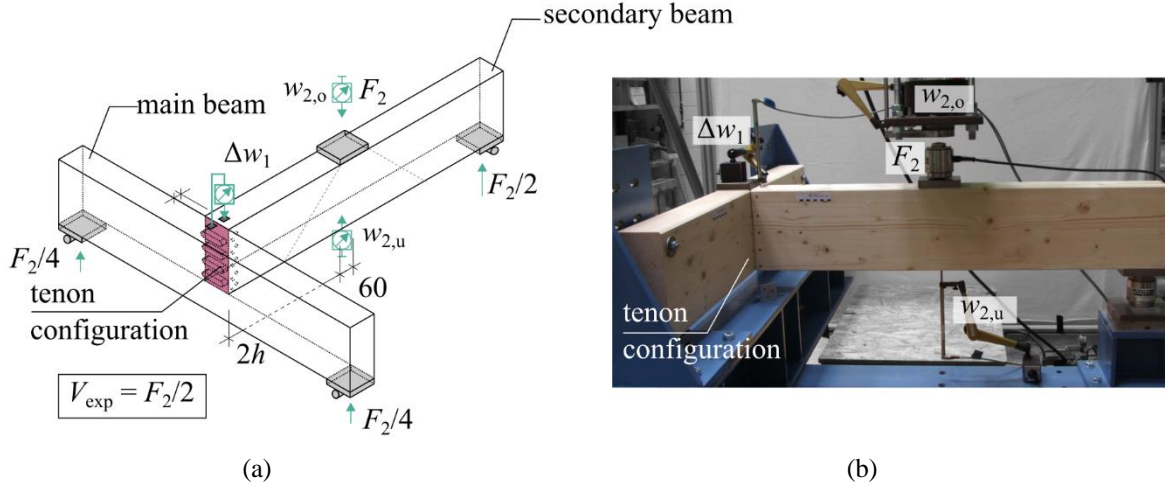 secondary beam
w2,o F2
main beam
Δw1
F2/2
w2,u
F2/4
60
tenon
configuration
2h
Vexp = F2/2
F2/4
(a)
w2,o
Δw1
F2
tenon
configuration
w2,u
(b)